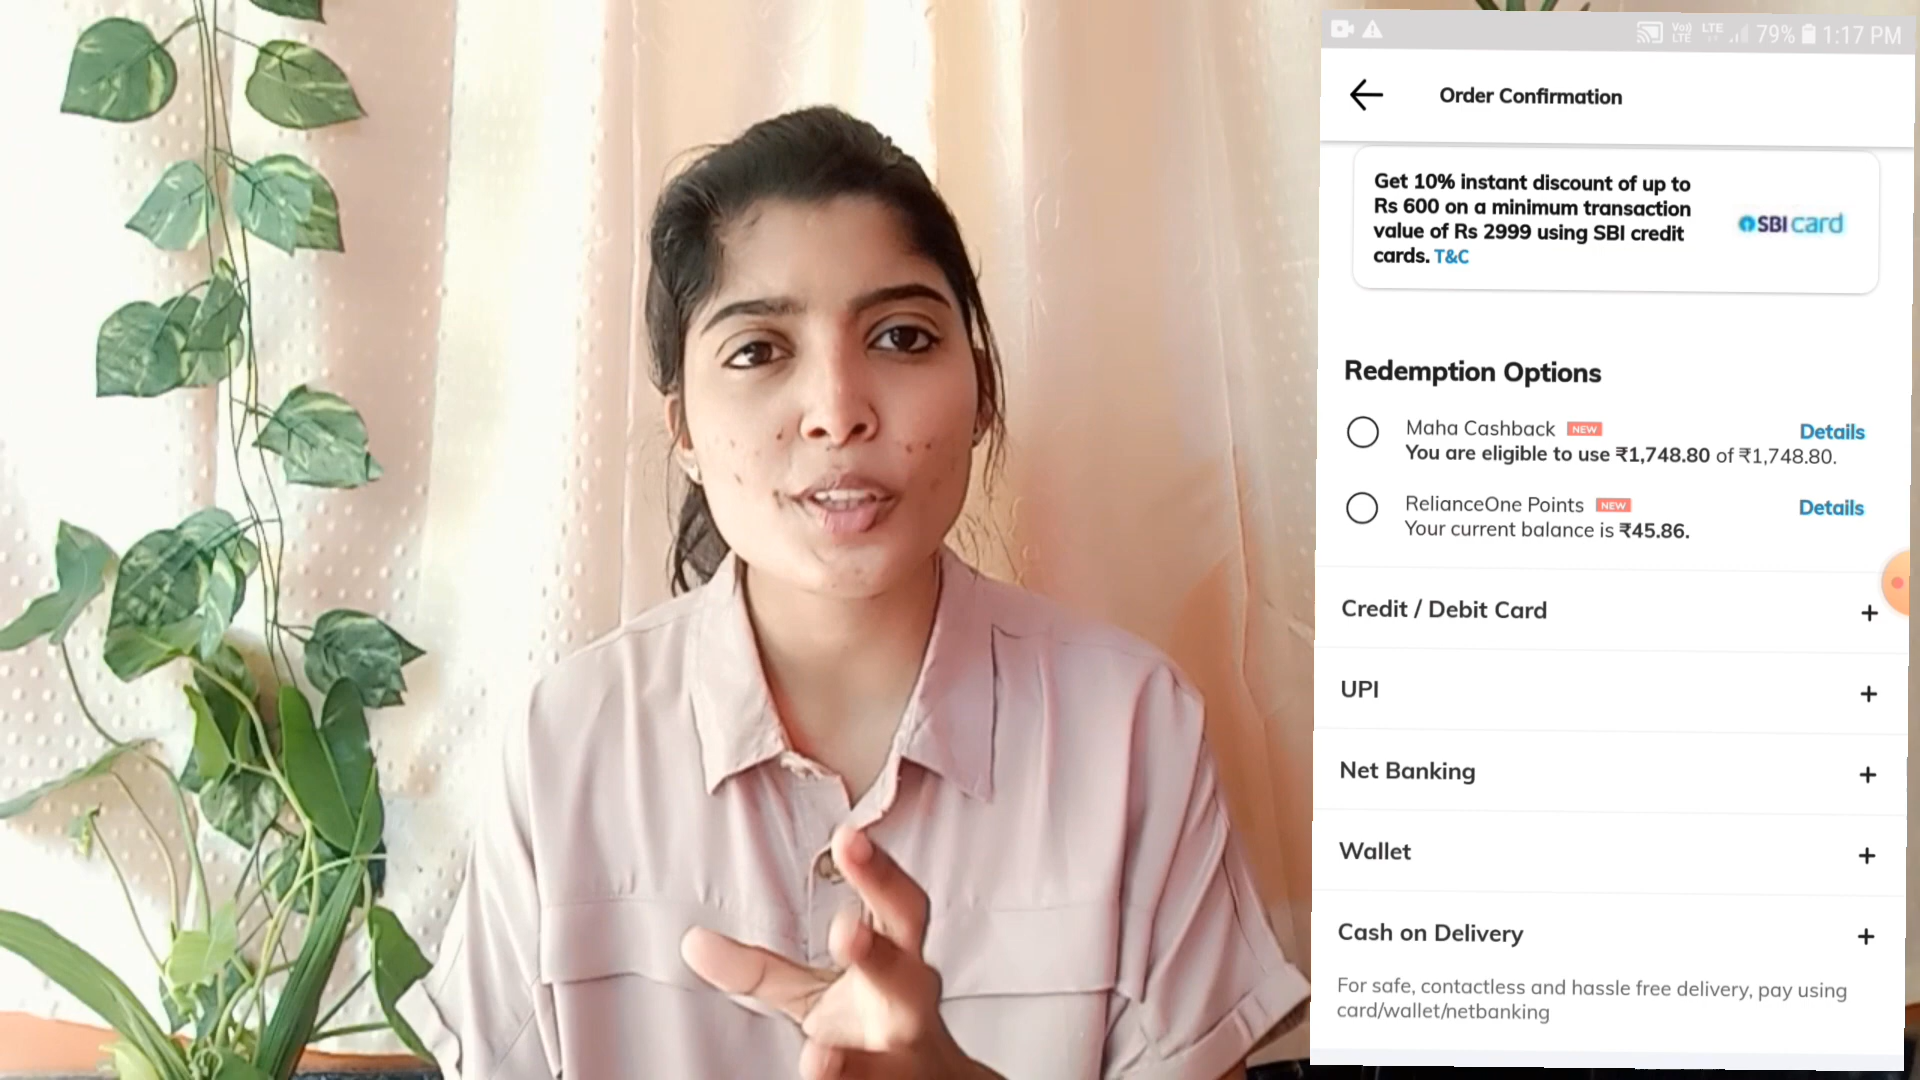 Voo) LTE
LTE 79% 1:17 PM
Order Confirmation
Get 10% instant discount of up to
Rs 600 on a minimum transaction
value of Rs 2999 using SBI credit
cards. T&C
SBI card
Redemption Options
Maha Cashback NEW Details
You are eligible to use ₹1,748.80 of ₹1,748.80.
RelianceOne Points NEW Details
Your current balance is ₹45.86.
Credit / Debit Card +
UPI +
Net Banking +
Wallet +
Cash on Delivery +
For safe, contactless and hassle free delivery, pay using
card/wallet/netbanking